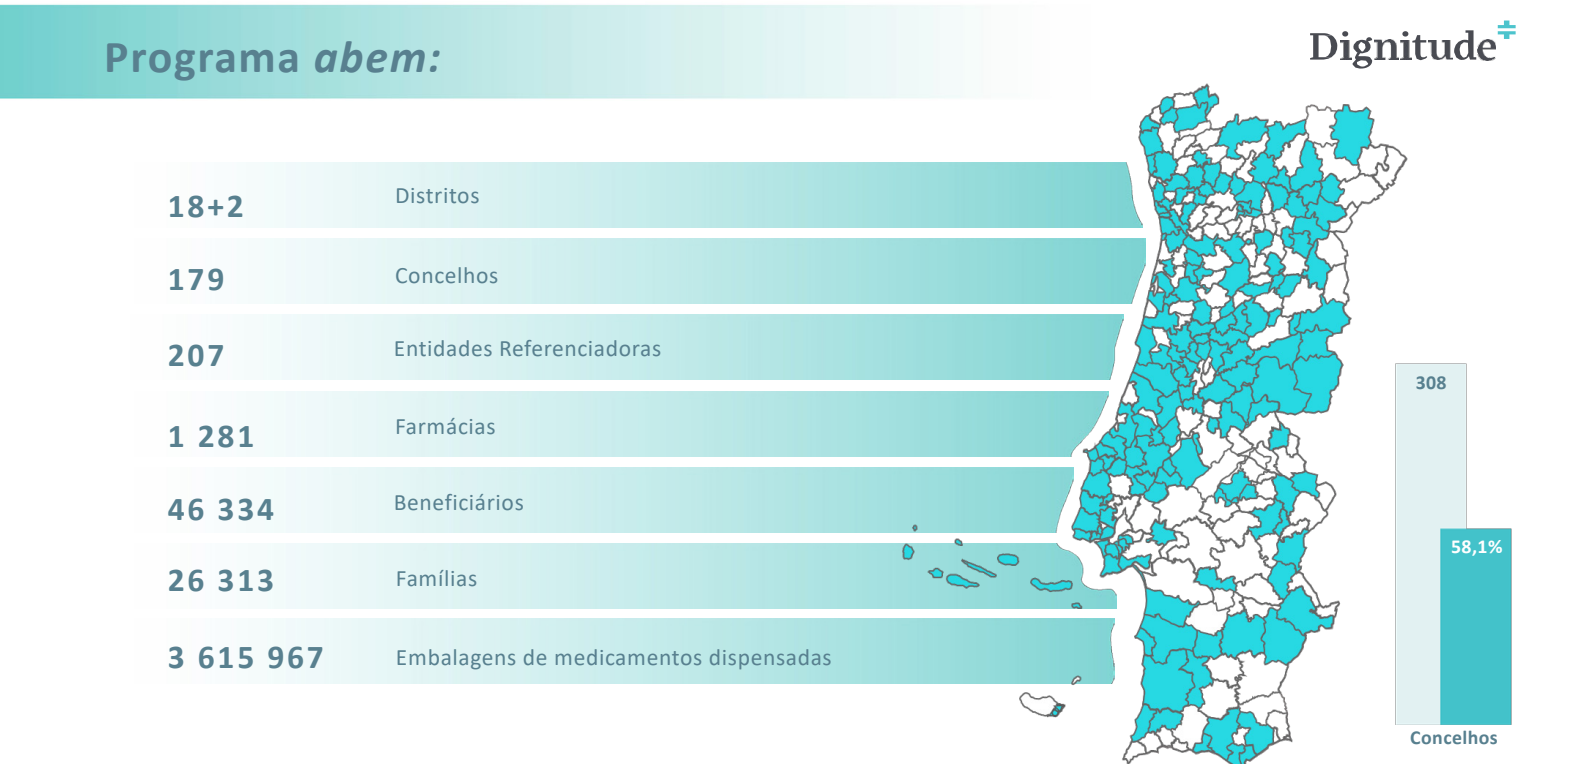 Programa abem:
Dignitude
18+2 Distritos
179 Concelhos
207 Entidades Referenciadoras
1 281 Farmácias
46 334 Beneficiários
26 313 Famílias
3 615 967 Embalagens de medicamentos dispensadas
308
58,1%
Concelhos